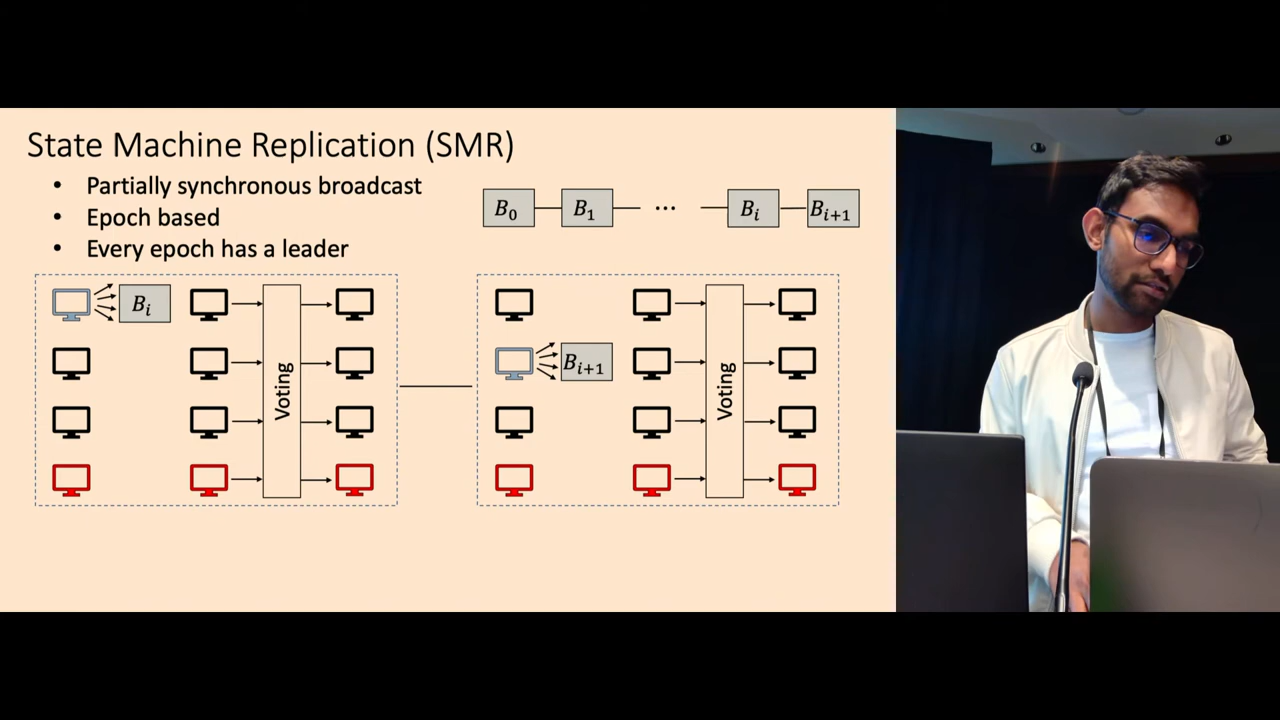 State Machine Replication (SMR)
• Partially synchronous broadcast
• Epoch based
• Every epoch has a leader
B₀ B₁ ... Bᵢ Bᵢ₊₁
Bᵢ
Voting
Bᵢ₊₁
Voting